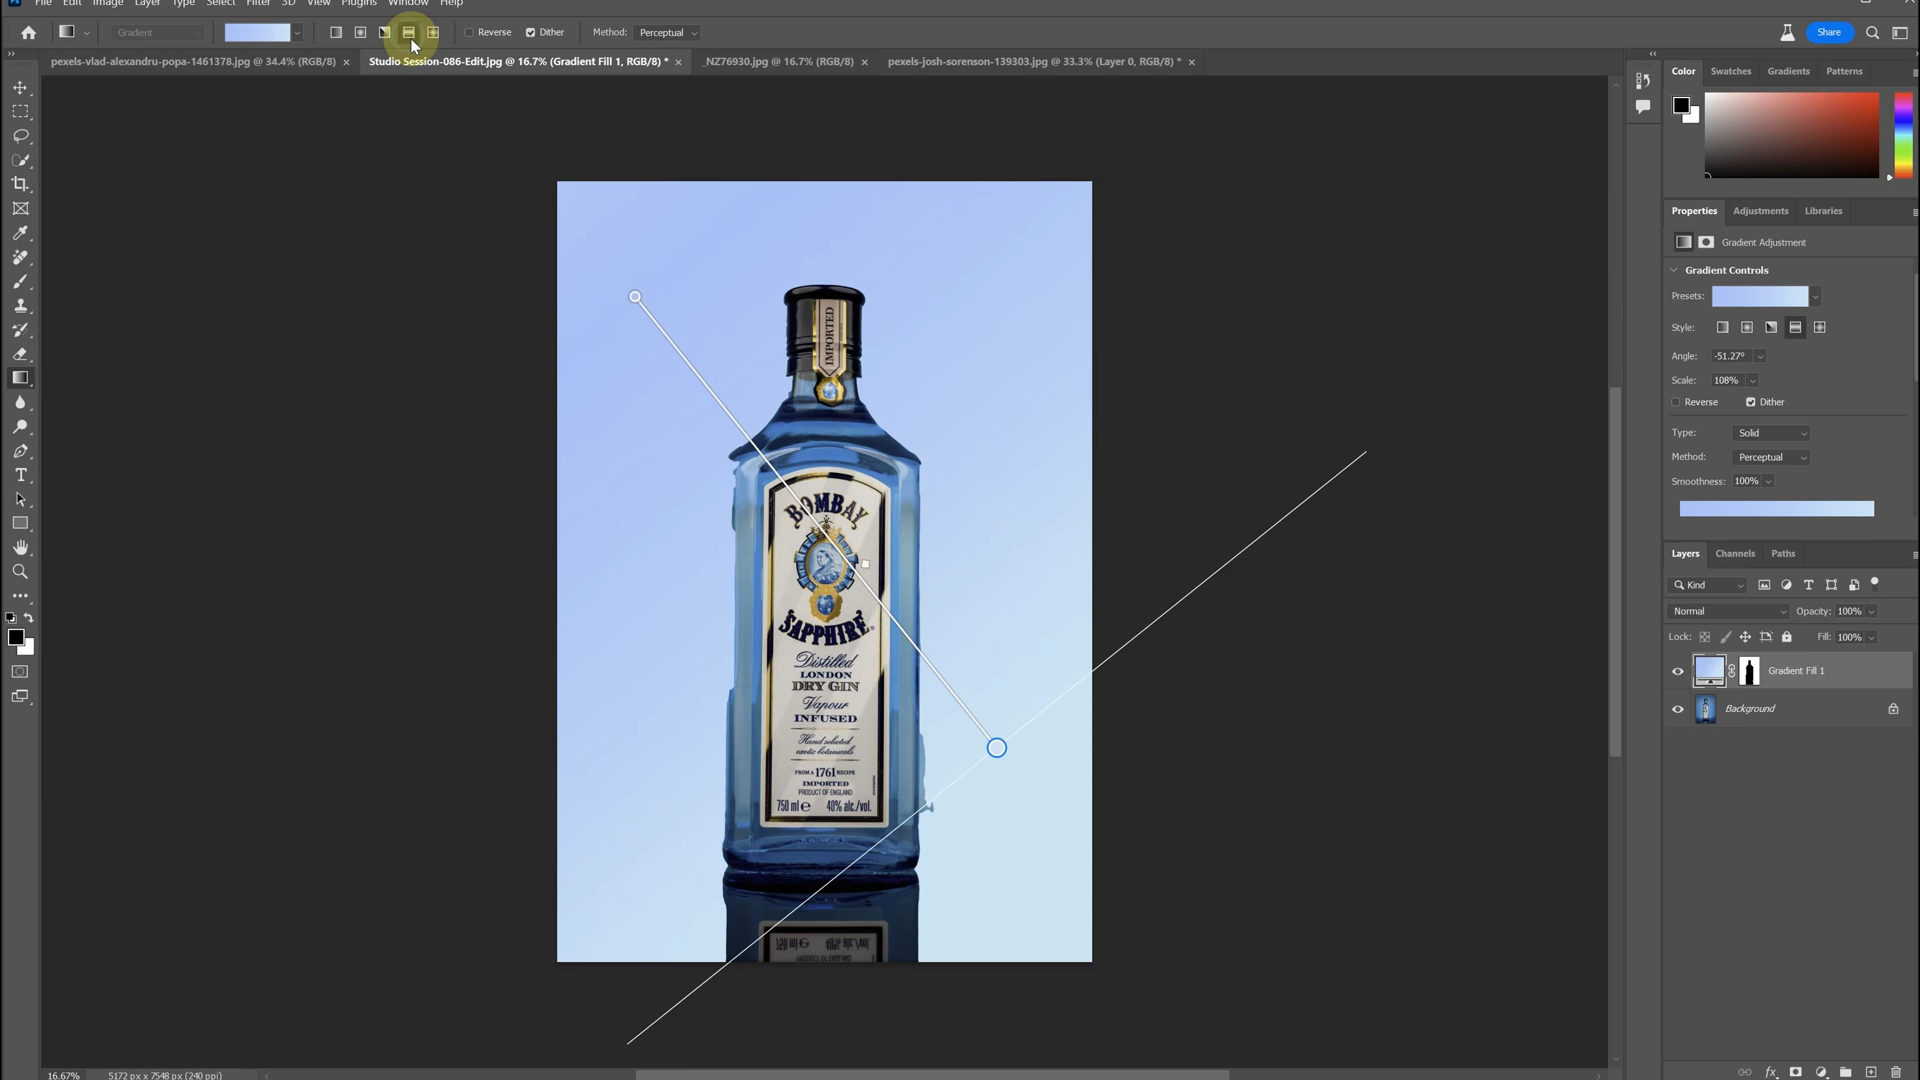 File Edit Image Layer Type Select Filter 3D View Plugins Window Help
Gradient Reverse Dither Method: Perceptual Share
pexels-vlad-alexandru-popa-1461378.jpg @ 34.4% (RGB/8) × Studio Session-086-Edit.jpg @ 16.7% (Gradient Fill 1, RGB/8) * × _NZ76930.jpg @ 16.7% (RGB/8) × pexels-josh-sorenson-139303.jpg @ 33.3% (Layer 0, RGB/8) * ×
Color Swatches Gradients Patterns
Properties Adjustments Libraries
Gradient Adjustment
Gradient Controls
Presets:
Style:
Angle: -51.27°
Scale: 108%
Reverse Dither
Type: Solid
Method: Perceptual
Smoothness: 100%
Layers Channels Paths
Kind
Normal Opacity: 100%
Lock: Fill: 100%
Gradient Fill 1
Background
IMPORTED
BOMBAY
SAPPHIRE
Distilled
LONDON
DRY GIN
Vapour
INFUSED
Hand selected
exotic botanicals
FROM A 1761 RECIPE
IMPORTED
PRODUCT OF ENGLAND
750 ml e 40% alc./vol.
16.67% 5172 px x 7548 px (240 ppi)